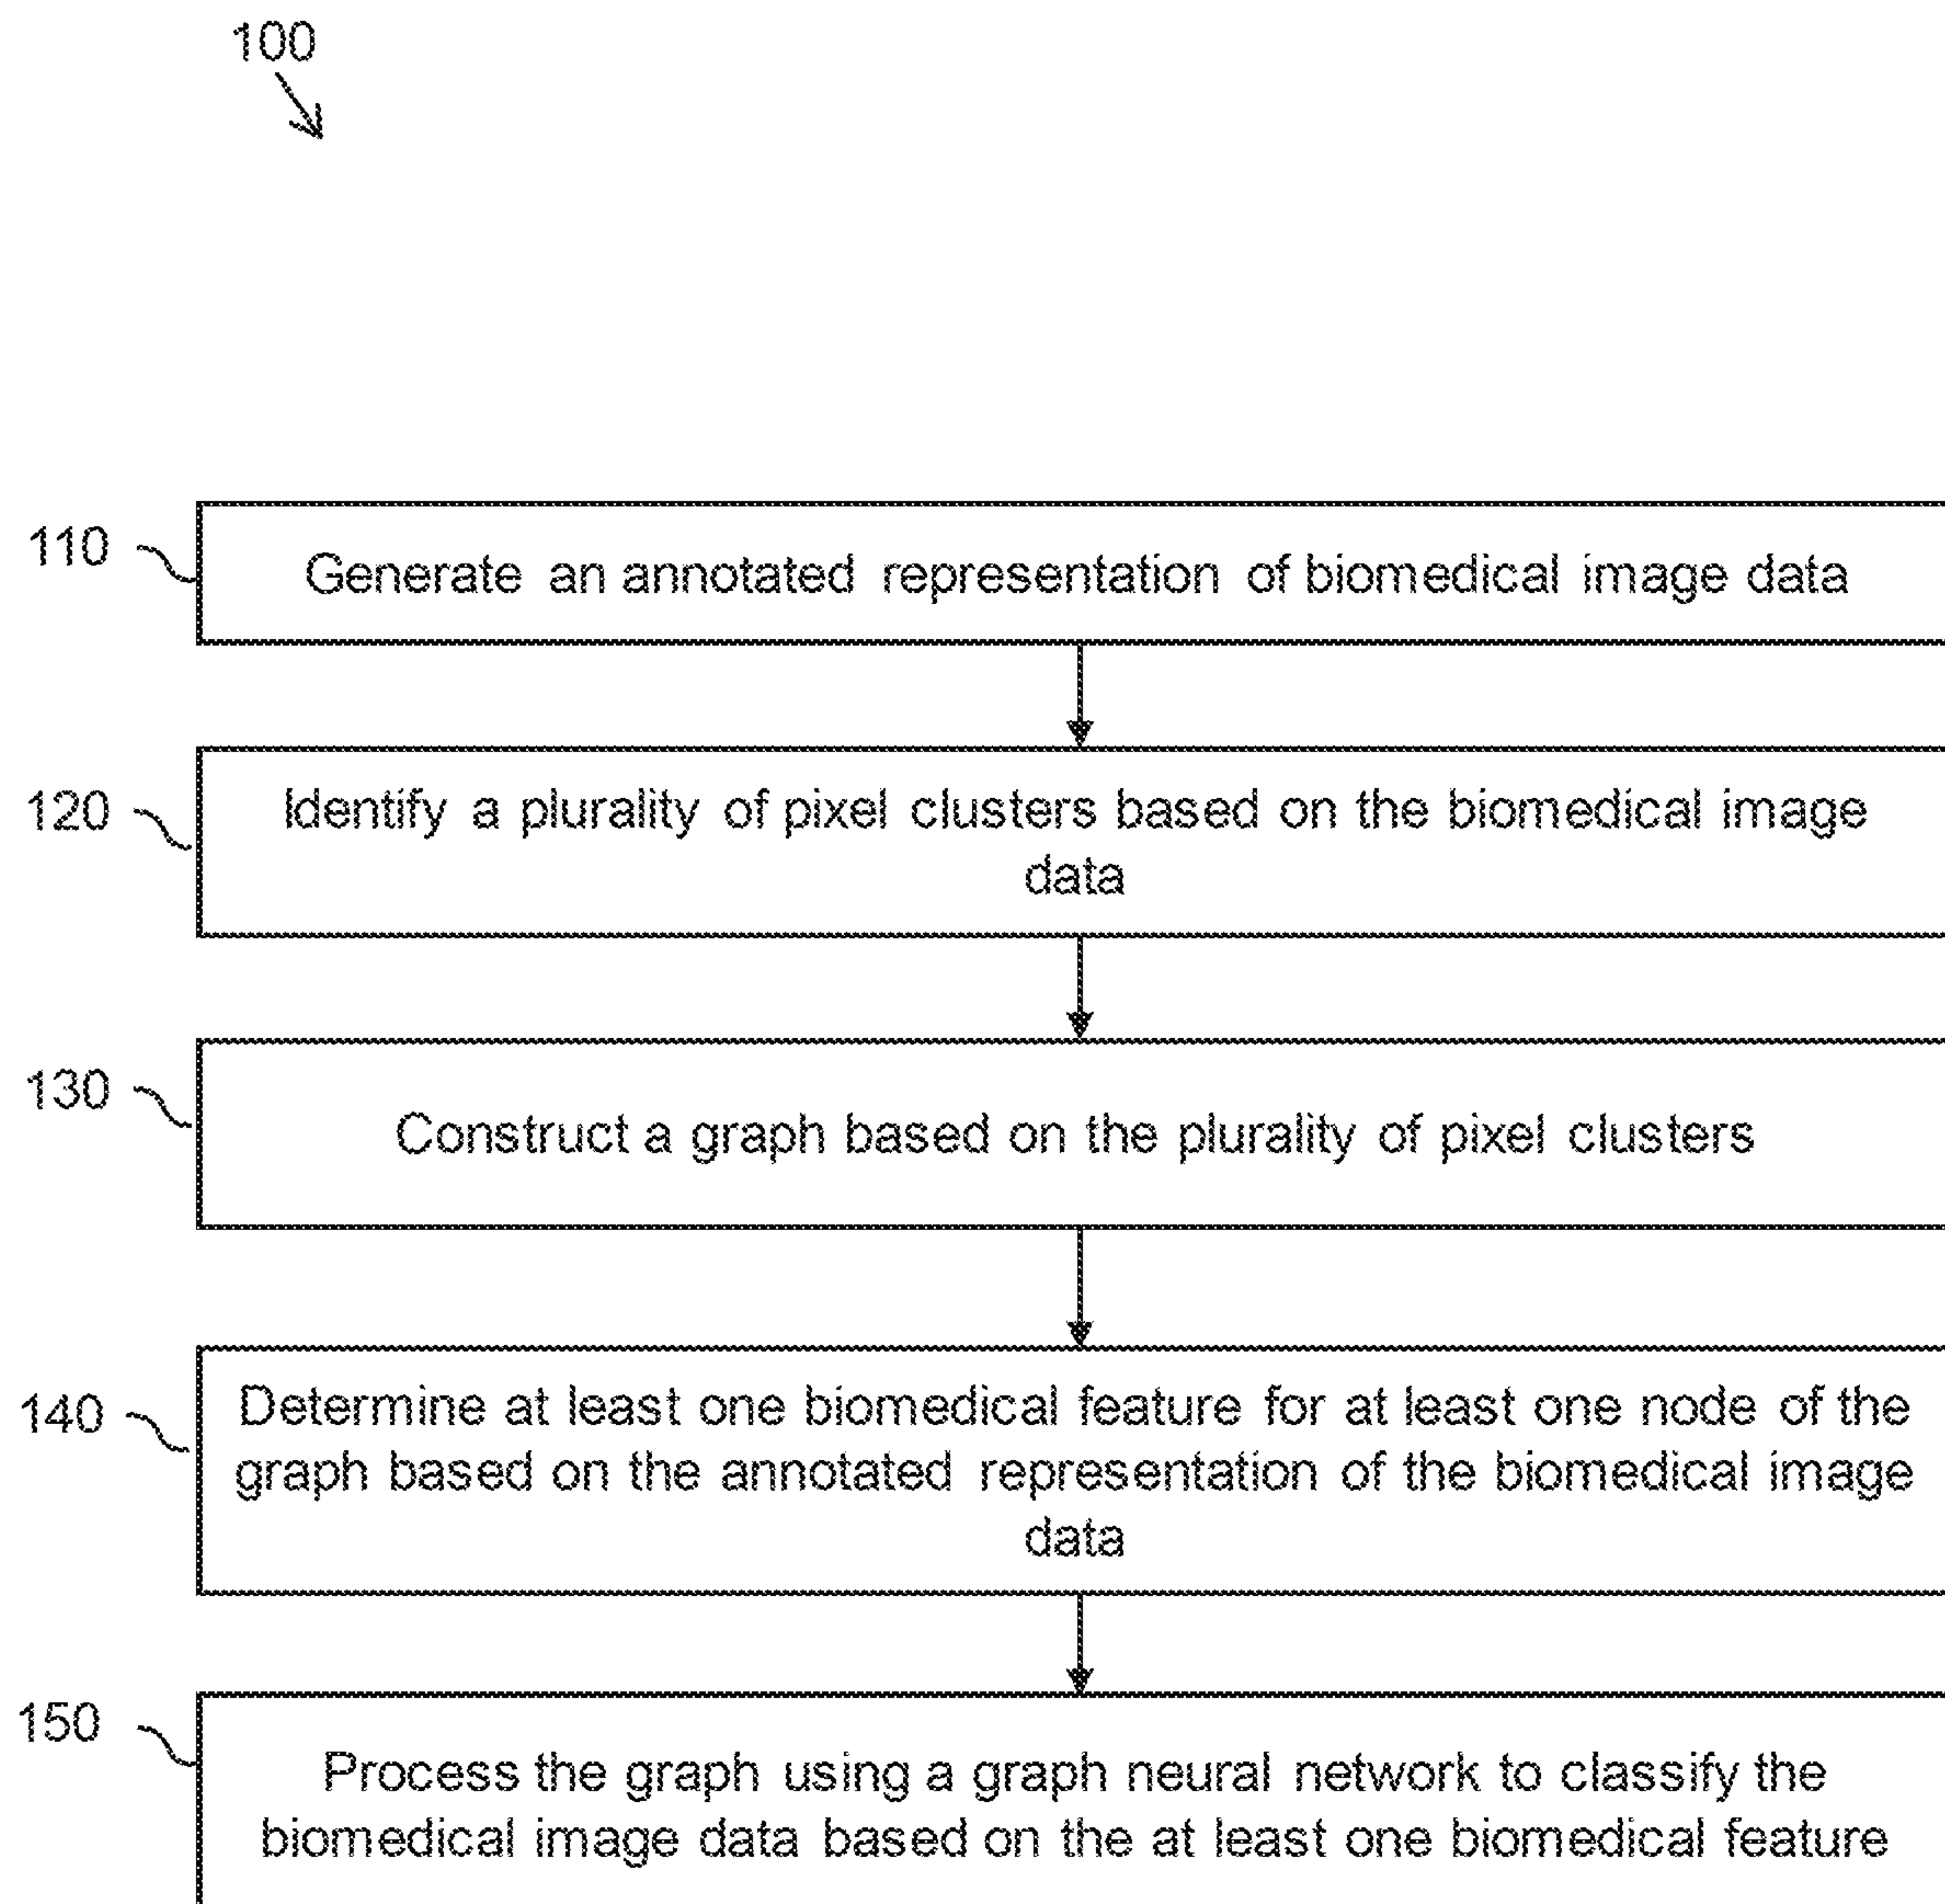 100
110
Generate an annotated representation of biomedical image data
120
Identify a plurality of pixel clusters based on the biomedical image
data
130
Construct a graph based on the plurality of pixel clusters
140
Determine at least one biomedical feature for at least one node of the
graph based on the annotated representation of the biomedical image
data
150
Process the graph using a graph neural network to classify the
biomedical image data based on the at least one biomedical feature